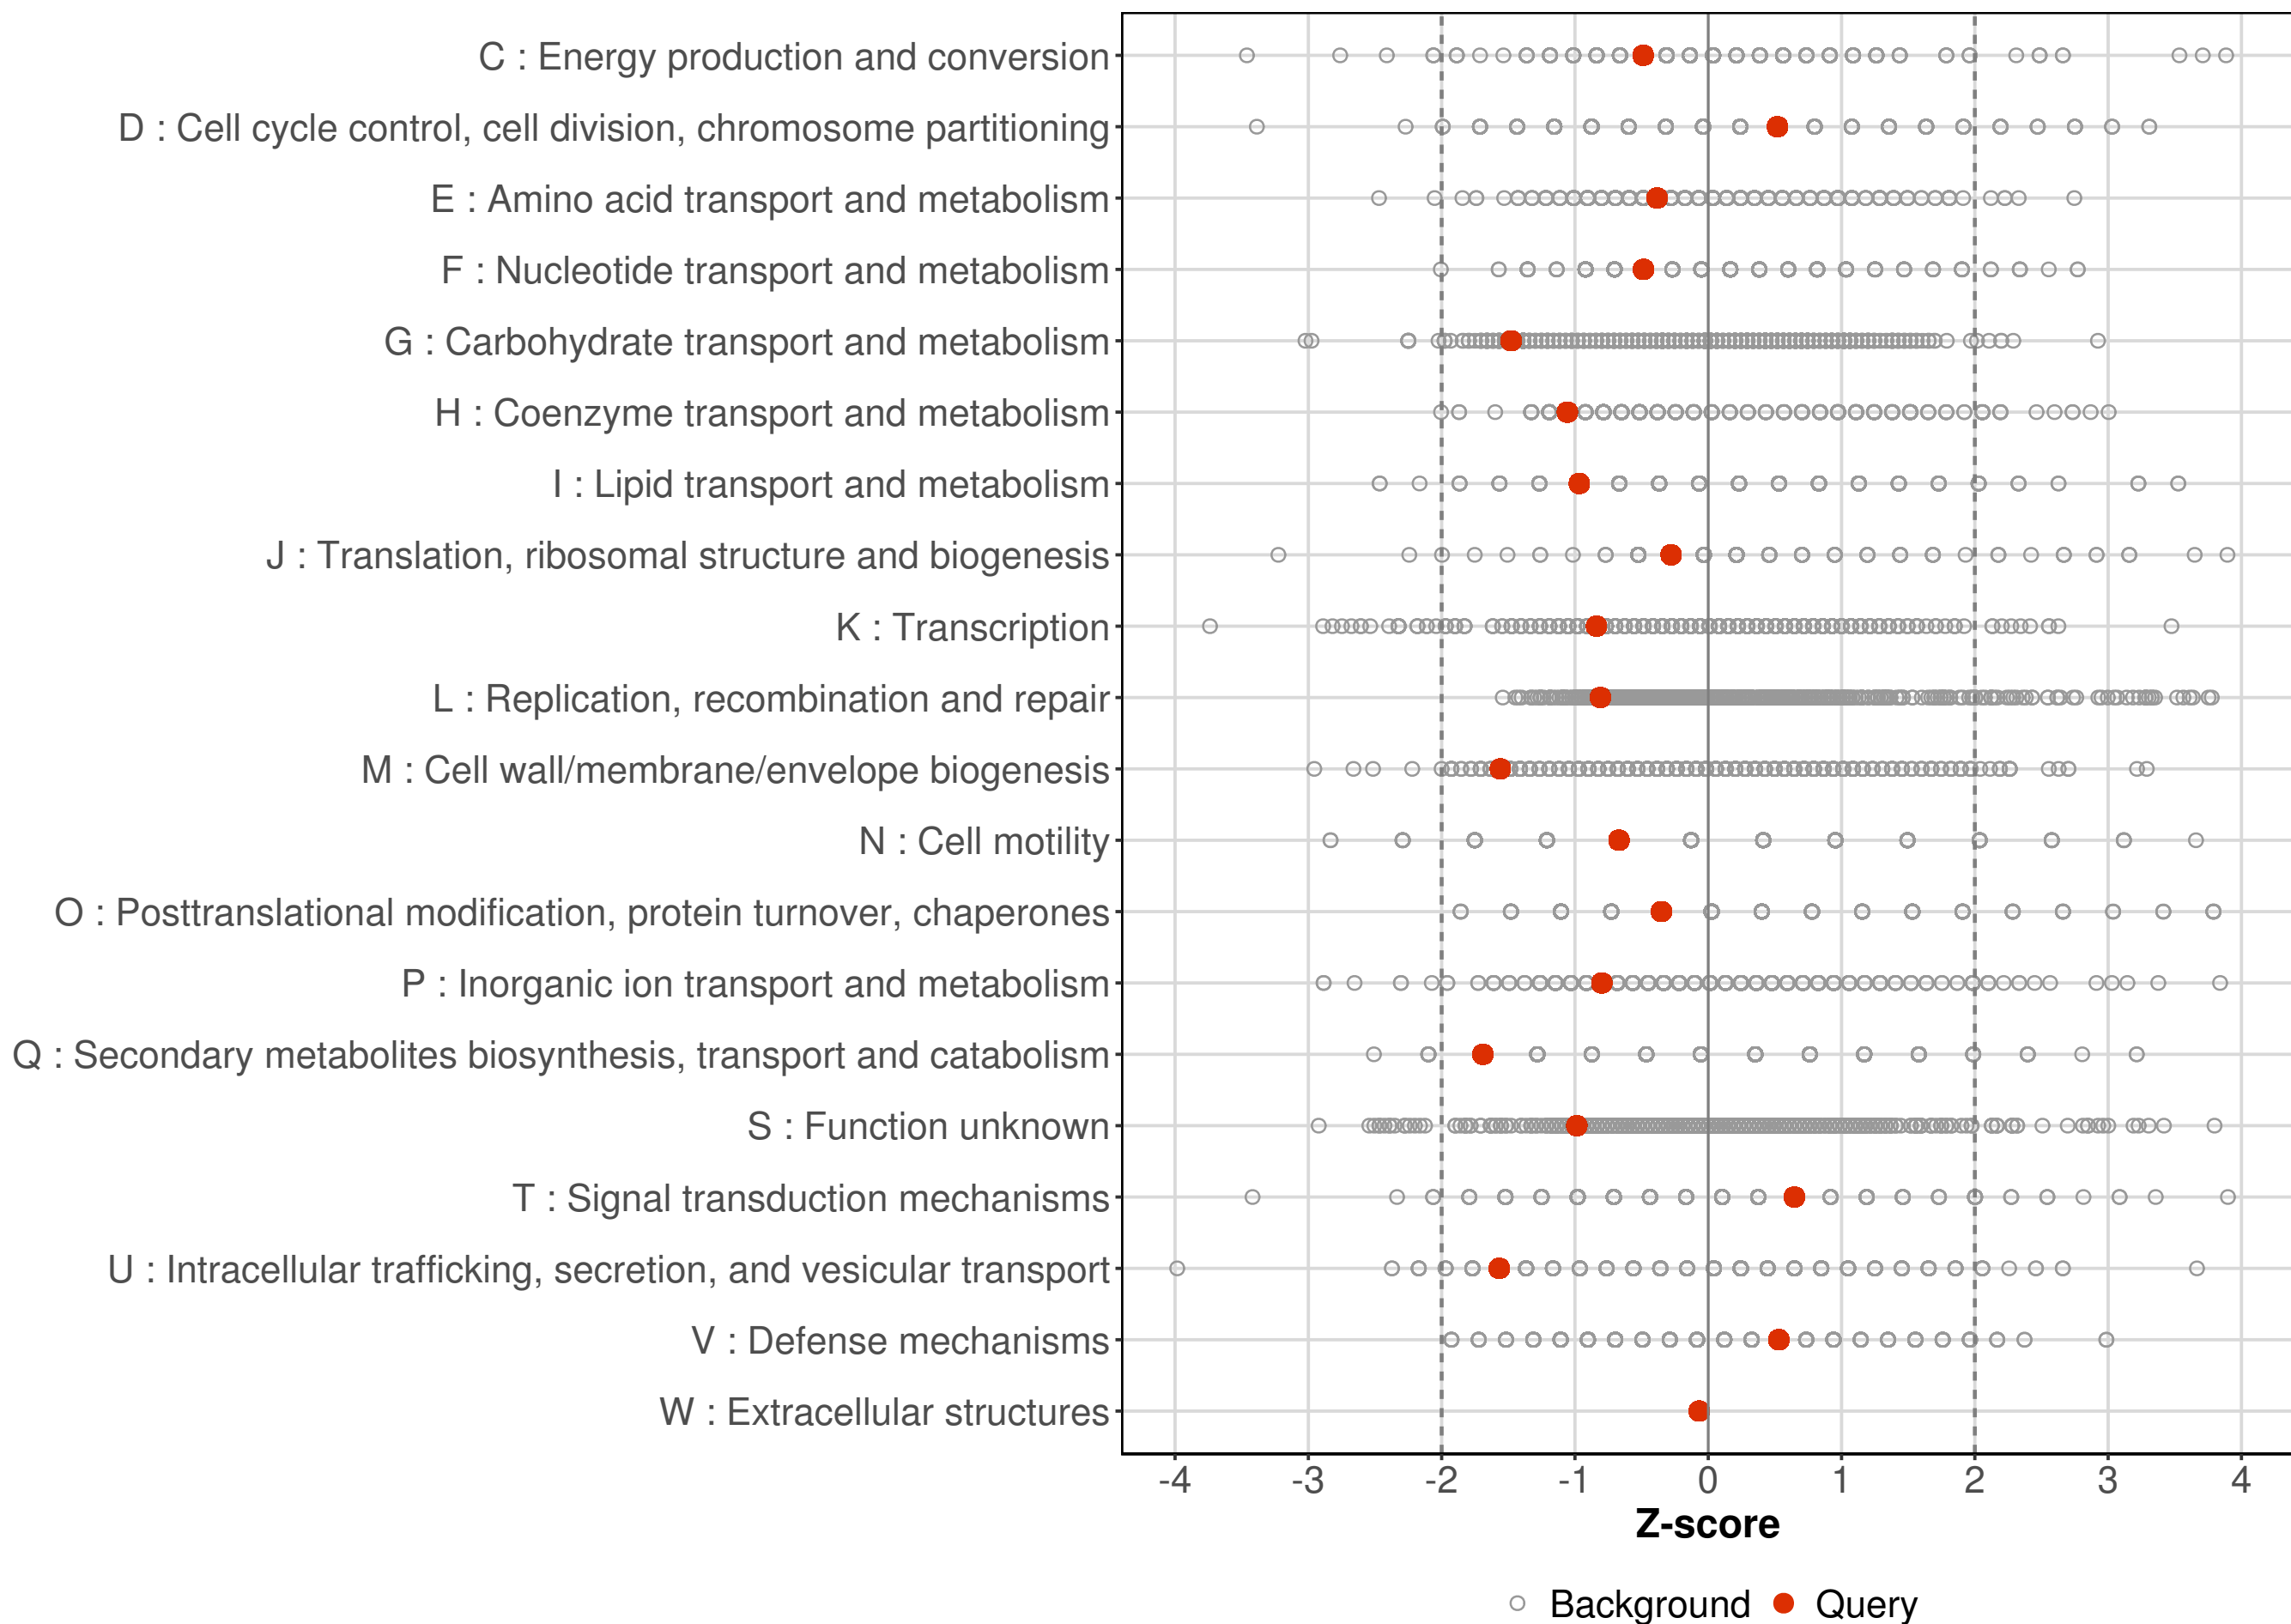 C : Energy production and conversion
D : Cell cycle control, cell division, chromosome partitioning
E : Amino acid transport and metabolism
F : Nucleotide transport and metabolism
G : Carbohydrate transport and metabolism
H : Coenzyme transport and metabolism
I : Lipid transport and metabolism
J : Translation, ribosomal structure and biogenesis
K : Transcription
L : Replication, recombination and repair
M : Cell wall/membrane/envelope biogenesis
N : Cell motility
O : Posttranslational modification, protein turnover, chaperones
P : Inorganic ion transport and metabolism
Q : Secondary metabolites biosynthesis, transport and catabolism
S : Function unknown
T : Signal transduction mechanisms
U : Intracellular trafficking, secretion, and vesicular transport
V : Defense mechanisms
W : Extracellular structures
-4 -3 -2 -1 0 1 2 3 4
Z-score
Background Query